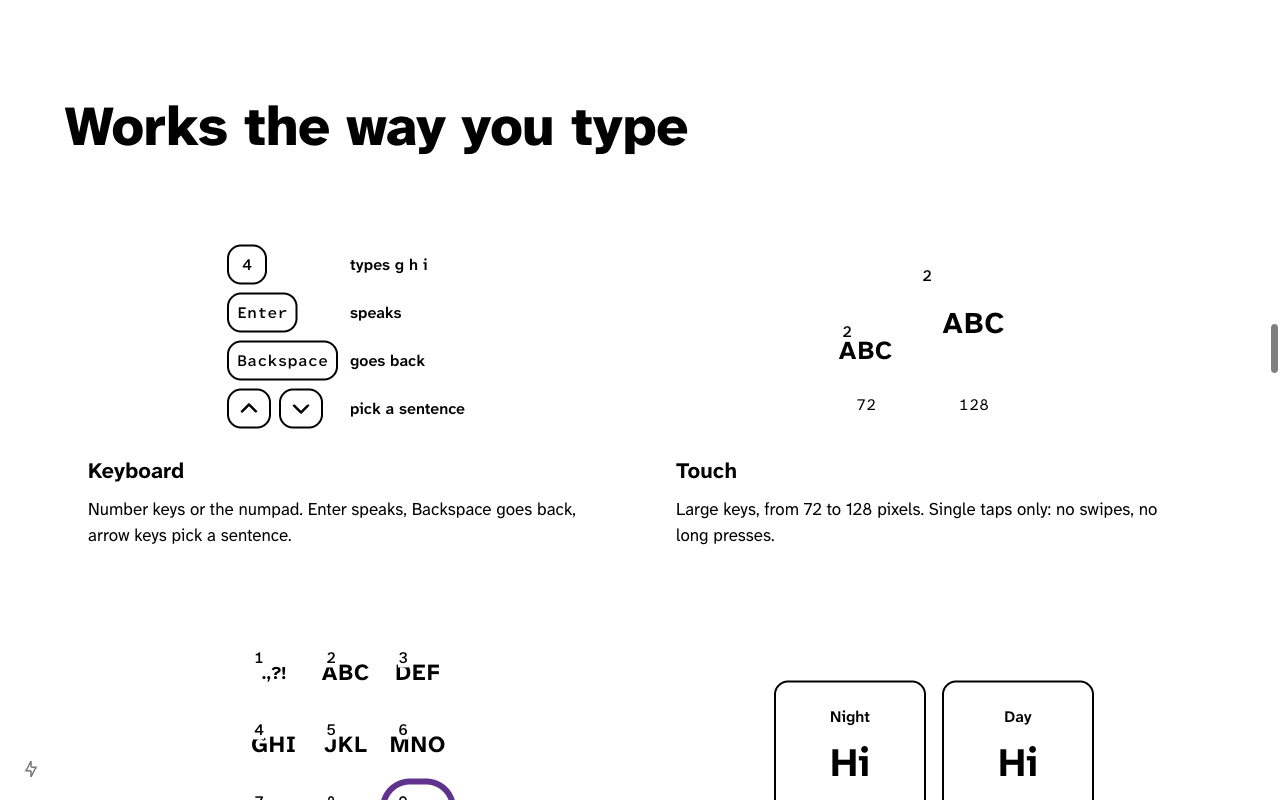 Works the way you type
4 types g h i
Enter speaks
Backspace goes back
pick a sentence
2
ABC
2
ABC
72 128
Keyboard
Number keys or the numpad. Enter speaks, Backspace goes back,
arrow keys pick a sentence.
Touch
Large keys, from 72 to 128 pixels. Single taps only: no swipes, no
long presses.
1 2 3
.,?! ABC DEF
4 5 6
GHI JKL MNO
Night Day
Hi Hi